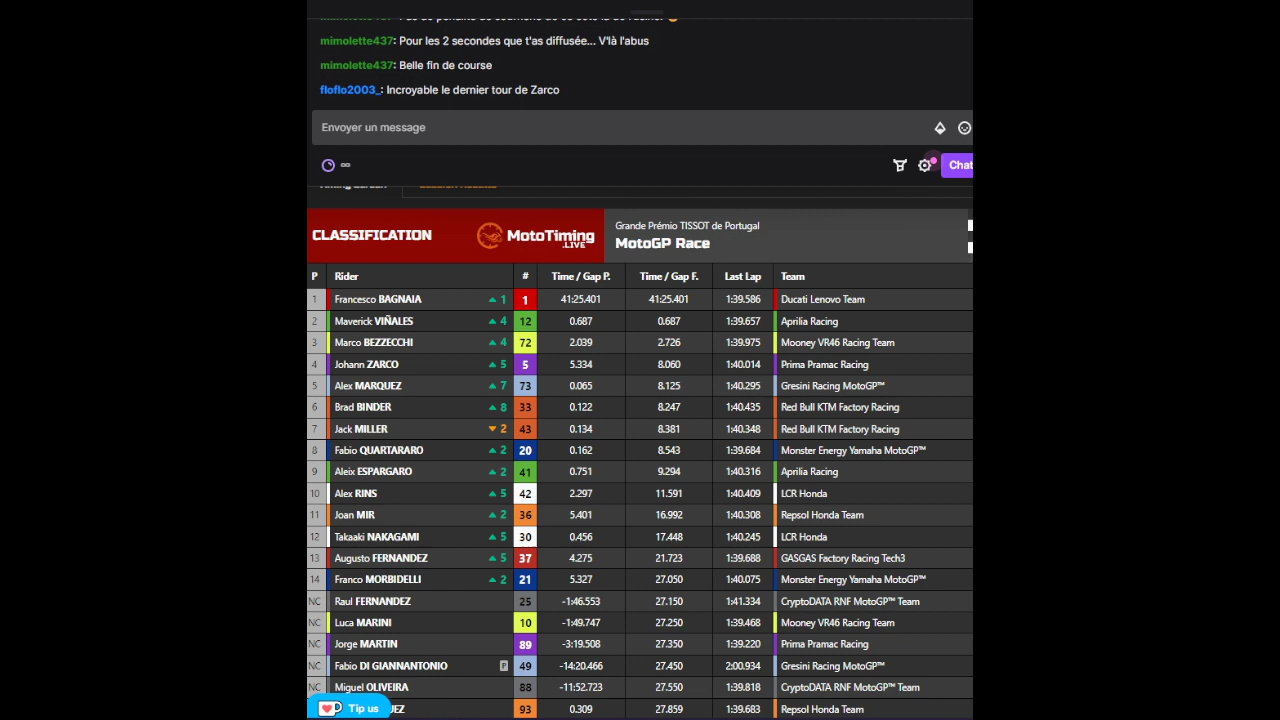 mimolette437: Pour les 2 secondes que t'as diffusée... V'là l'abus
mimolette437: Belle fin de course
floflo2003_: Incroyable le dernier tour de Zarco
Envoyer un message
∞
Chat
CLASSIFICATION MotoTiming .LIVE
Grande Prémio TISSOT de Portugal
MotoGP Race
P Rider # Time / Gap P. Time / Gap F. Last Lap Team
1 Francesco BAGNAIA 1 1 41:25.401 41:25.401 1:39.586 Ducati Lenovo Team
2 Maverick VIÑALES 4 12 0.687 0.687 1:39.657 Aprilia Racing
3 Marco BEZZECCHI 4 72 2.039 2.726 1:39.975 Mooney VR46 Racing Team
4 Johann ZARCO 5 5 5.334 8.060 1:40.014 Prima Pramac Racing
5 Alex MARQUEZ 7 73 0.065 8.125 1:40.295 Gresini Racing MotoGP™
6 Brad BINDER 8 33 0.122 8.247 1:40.435 Red Bull KTM Factory Racing
7 Jack MILLER 2 43 0.134 8.381 1:40.348 Red Bull KTM Factory Racing
8 Fabio QUARTARARO 2 20 0.162 8.543 1:39.684 Monster Energy Yamaha MotoGP™
9 Aleix ESPARGARO 2 41 0.751 9.294 1:40.316 Aprilia Racing
10 Alex RINS 5 42 2.297 11.591 1:40.409 LCR Honda
11 Joan MIR 2 36 5.401 16.992 1:40.308 Repsol Honda Team
12 Takaaki NAKAGAMI 5 30 0.456 17.448 1:40.245 LCR Honda
13 Augusto FERNANDEZ 5 37 4.275 21.723 1:39.688 GASGAS Factory Racing Tech3
14 Franco MORBIDELLI 2 21 5.327 27.050 1:40.075 Monster Energy Yamaha MotoGP™
NC Raul FERNANDEZ 25 -1:46.553 27.150 1:41.334 CryptoDATA RNF MotoGP™ Team
NC Luca MARINI 10 -1:49.747 27.250 1:39.468 Mooney VR46 Racing Team
NC Jorge MARTIN 89 -3:19.508 27.350 1:39.220 Prima Pramac Racing
NC Fabio DI GIANNANTONIO P 49 -14:20.466 27.450 2:00.934 Gresini Racing MotoGP™
NC Miguel OLIVEIRA 88 -11:52.723 27.550 1:39.818 CryptoDATA RNF MotoGP™ Team
Tip us UEZ 93 0.309 27.859 1:39.683 Repsol Honda Team